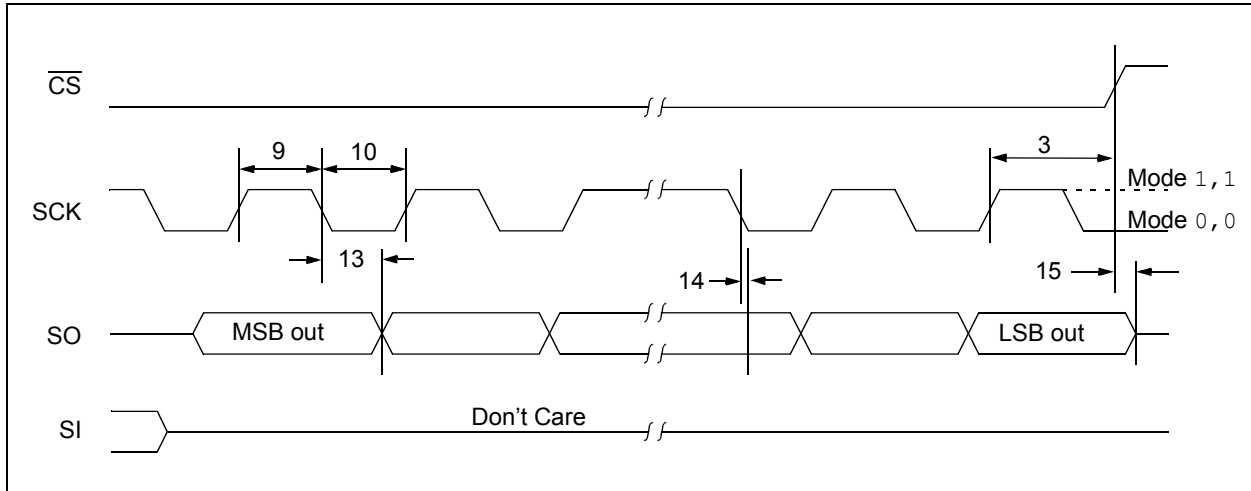 CS
9
10
3
Mode 1,1
SCK
Mode 0,0
13
14
15
SO
MSB out
LSB out
Don't Care
SI